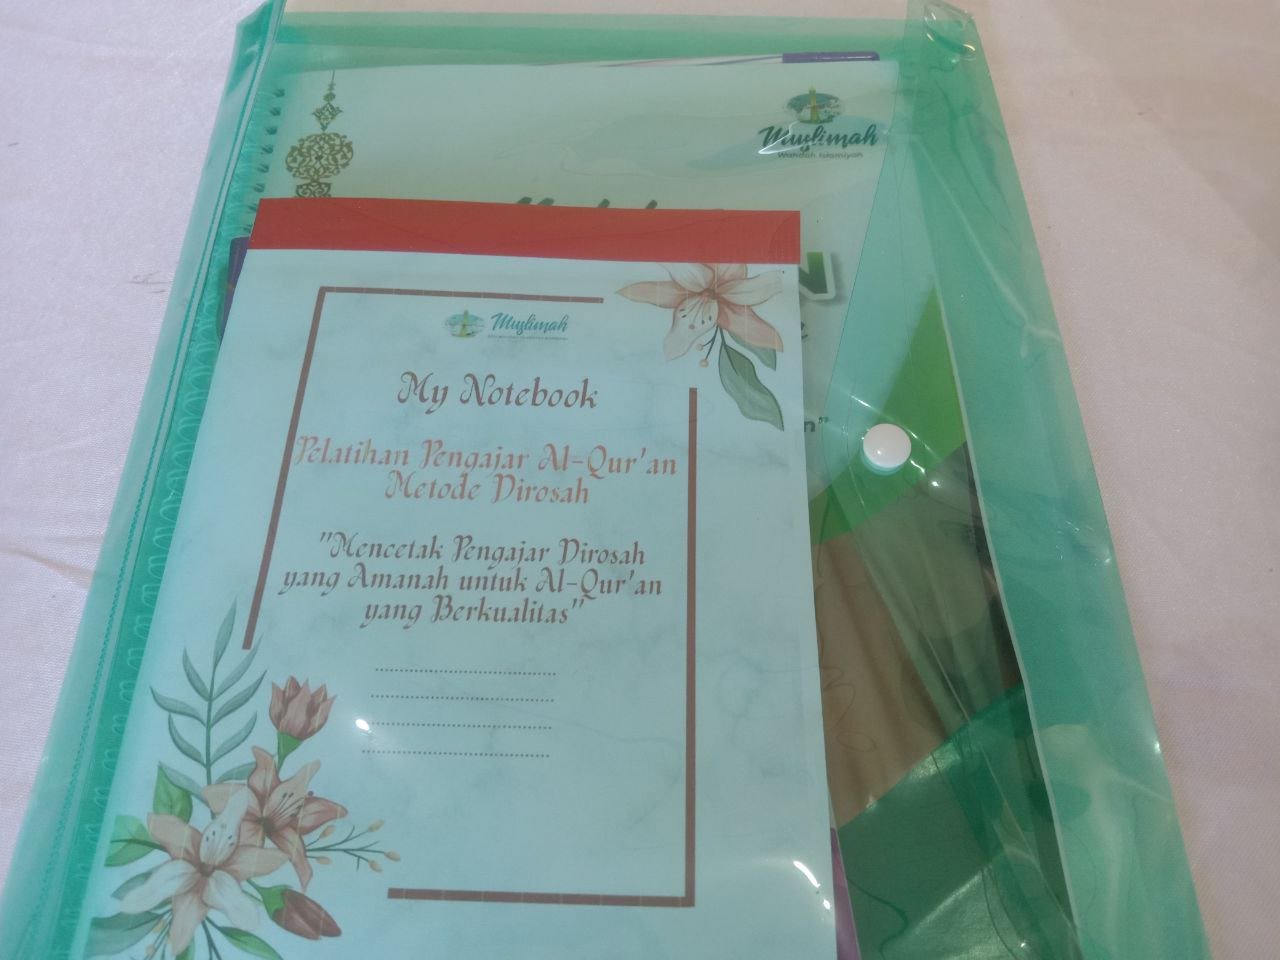 Muslimah
Wahdah Islamiyah
N
n"
Muslimah
My Notebook
Pelatihan Pengajar Al-Qur'an
Metode Dirosah
"Mencetak Pengajar Dirosah
yang Amanah untuk Al-Qur'an
yang Berkualitas"